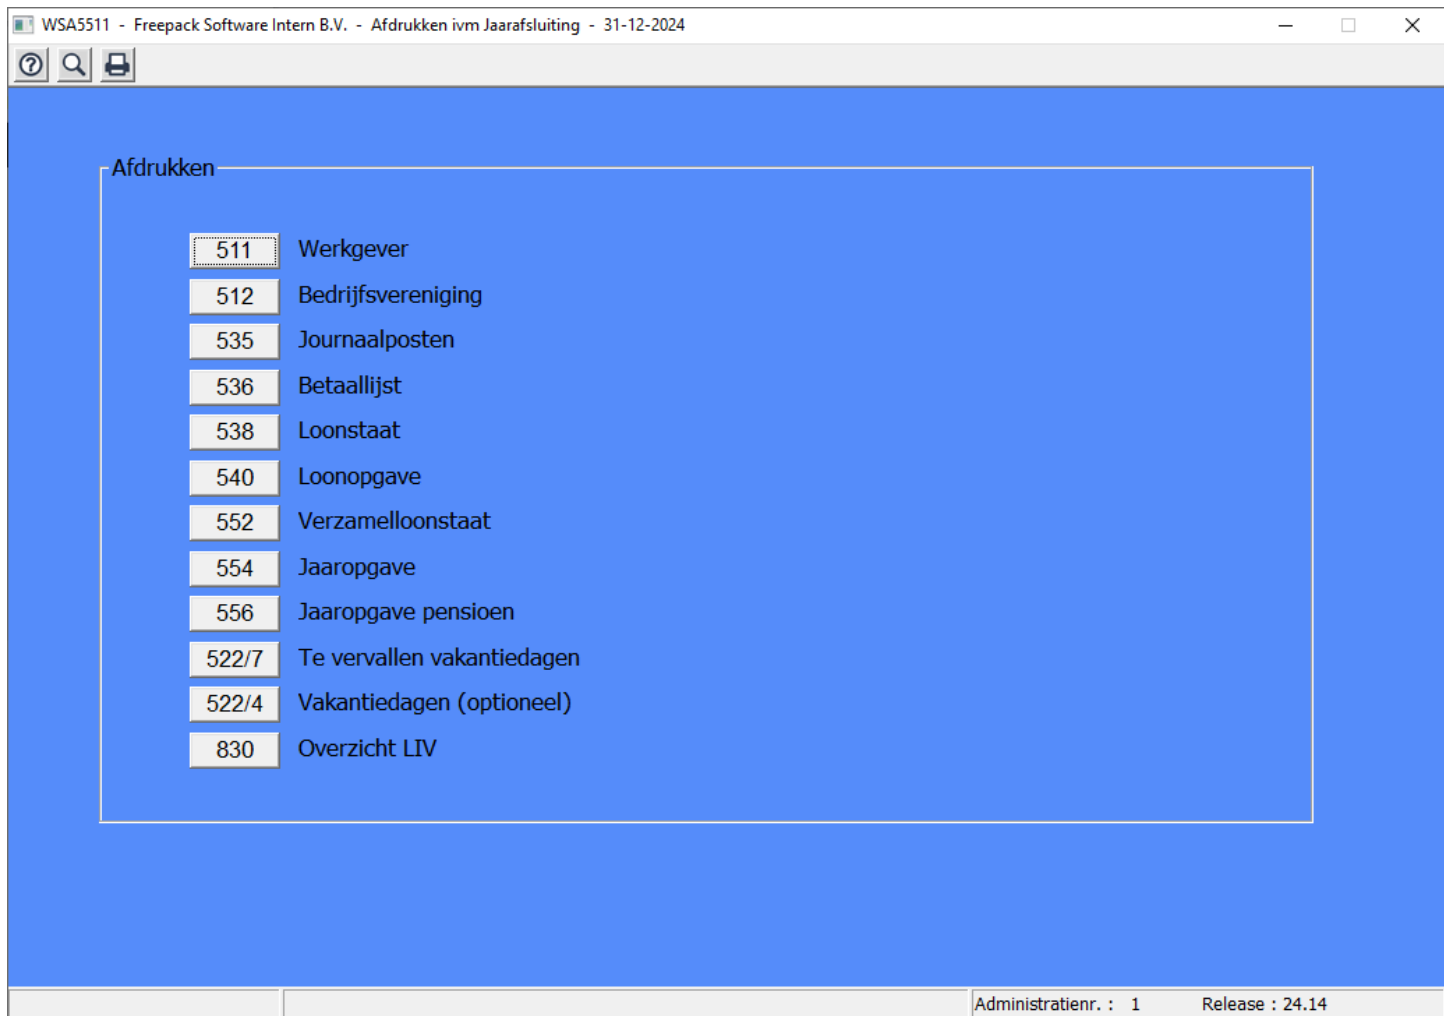 WSA5511 - Freepack Software Intern B.V. - Afdrukken ivm Jaarafsluiting - 31-12-2024
Afdrukken
511 Werkgever
512 Bedrijfsvereniging
535 Journaalposten
536 Betaallijst
538 Loonstaat
540 Loonopgave
552 Verzamelloonstaat
554 Jaaropgave
556 Jaaropgave pensioen
522/7 Te vervallen vakantiedagen
522/4 Vakantiedagen (optioneel)
830 Overzicht LIV
Administratienr. : 1 Release : 24.14